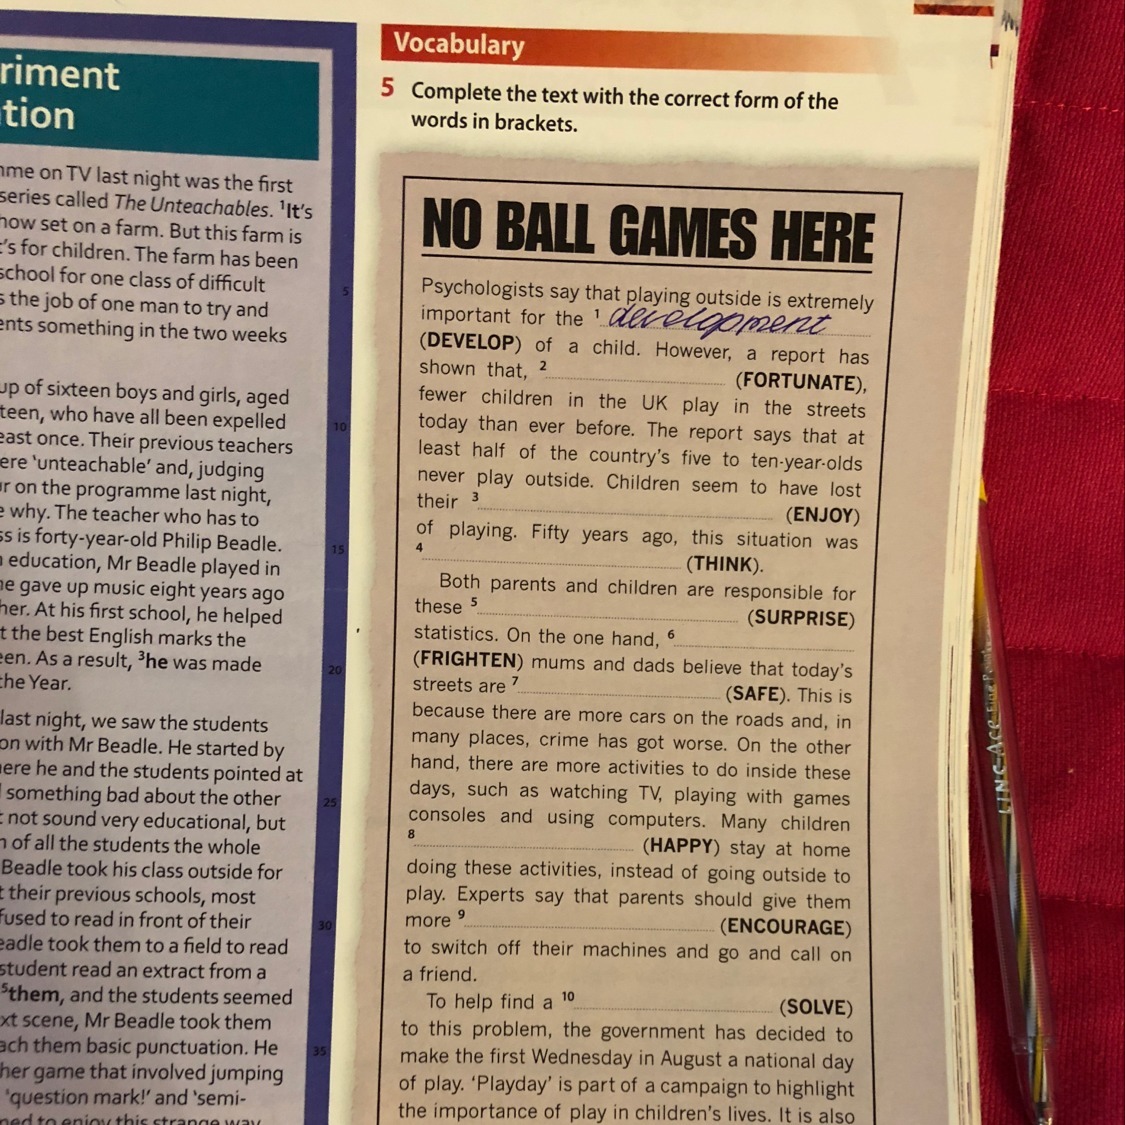 riment
tion
me on TV last night was the first
series called The Unteachables. ¹It's
how set on a farm. But this farm is
's for children. The farm has been
school for one class of difficult
5
s the job of one man to try and
ents something in the two weeks
up of sixteen boys and girls, aged
teen, who have all been expelled
10
east once. Their previous teachers
ere 'unteachable' and, judging
ur on the programme last night,
e why. The teacher who has to
ss is forty-year-old Philip Beadle.
15
n education, Mr Beadle played in
he gave up music eight years ago
her. At his first school, he helped
t the best English marks the
een. As a result, ³he was made
20
the Year.
last night, we saw the students
on with Mr Beadle. He started by
here he and the students pointed at
something bad about the other
25
t not sound very educational, but
n of all the students the whole
Beadle took his class outside for
t their previous schools, most
fused to read in front of their
30
eadle took them to a field to read
student read an extract from a
⁵them, and the students seemed
xt scene, Mr Beadle took them
ach them basic punctuation. He
35
her game that involved jumping
'question mark!' and 'semi-
ned to enjoy this strange way
Vocabulary
5 Complete the text with the correct form of the
words in brackets.
NO BALL GAMES HERE
Psychologists say that playing outside is extremely
important for the ¹ development
(DEVELOP) of a child. However, a report has
shown that, ² (FORTUNATE),
fewer children in the UK play in the streets
today than ever before. The report says that at
least half of the country's five to ten-year-olds
never play outside. Children seem to have lost
their ³ (ENJOY)
of playing. Fifty years ago, this situation was
⁴ (THINK).
Both parents and children are responsible for
these ⁵ (SURPRISE)
statistics. On the one hand, ⁶
(FRIGHTEN) mums and dads believe that today's
streets are ⁷ (SAFE). This is
because there are more cars on the roads and, in
many places, crime has got worse. On the other
hand, there are more activities to do inside these
days, such as watching TV, playing with games
consoles and using computers. Many children
⁸ (HAPPY) stay at home
doing these activities, instead of going outside to
play. Experts say that parents should give them
more ⁹ (ENCOURAGE)
to switch off their machines and go and call on
a friend.
To help find a ¹⁰ (SOLVE)
to this problem, the government has decided to
make the first Wednesday in August a national day
of play. 'Playday' is part of a campaign to highlight
the importance of play in children's lives. It is also